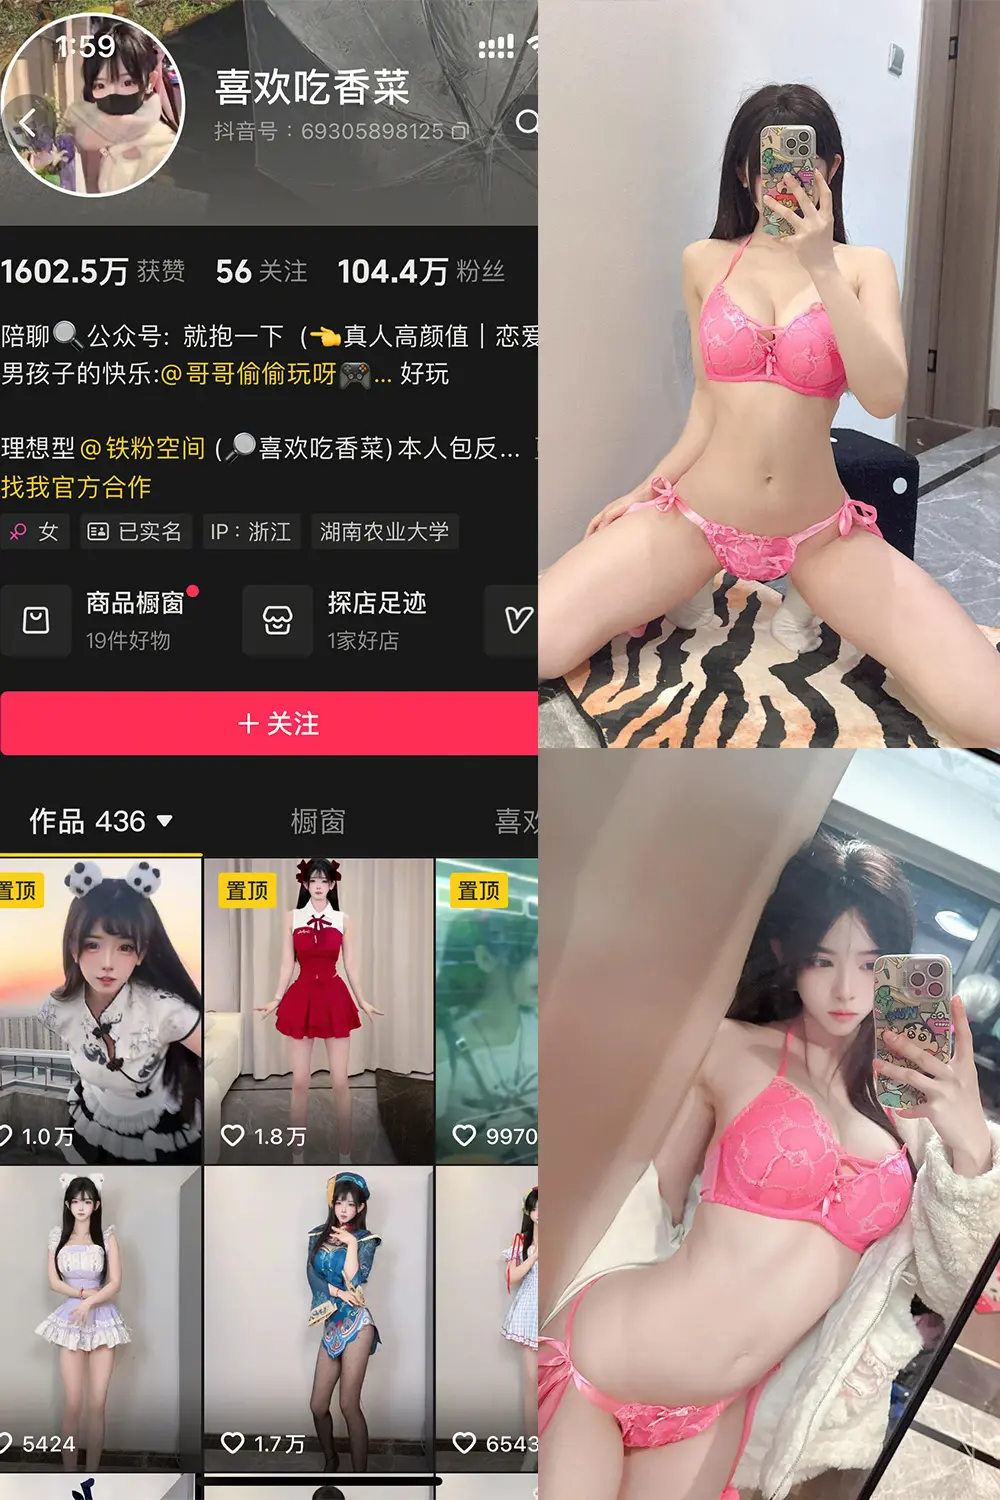 1:59
喜欢吃香菜
抖音号：69305898125
1602.5万 获赞 56 关注 104.4万 粉丝
陪聊🔍公众号：就抱一下（👉真人高颜值｜恋爱
男孩子的快乐:@哥哥偷偷玩呀🎮... 好玩
理想型@铁粉空间 (🔎喜欢吃香菜)本人包反...
找我官方合作
女 已实名 IP：浙江 湖南农业大学
商品橱窗 探店足迹
19件好物 1家好店
+ 关注
作品 436 橱窗 喜欢
置顶 置顶 置顶
1.0万 1.8万 9970
5424 1.7万 6543